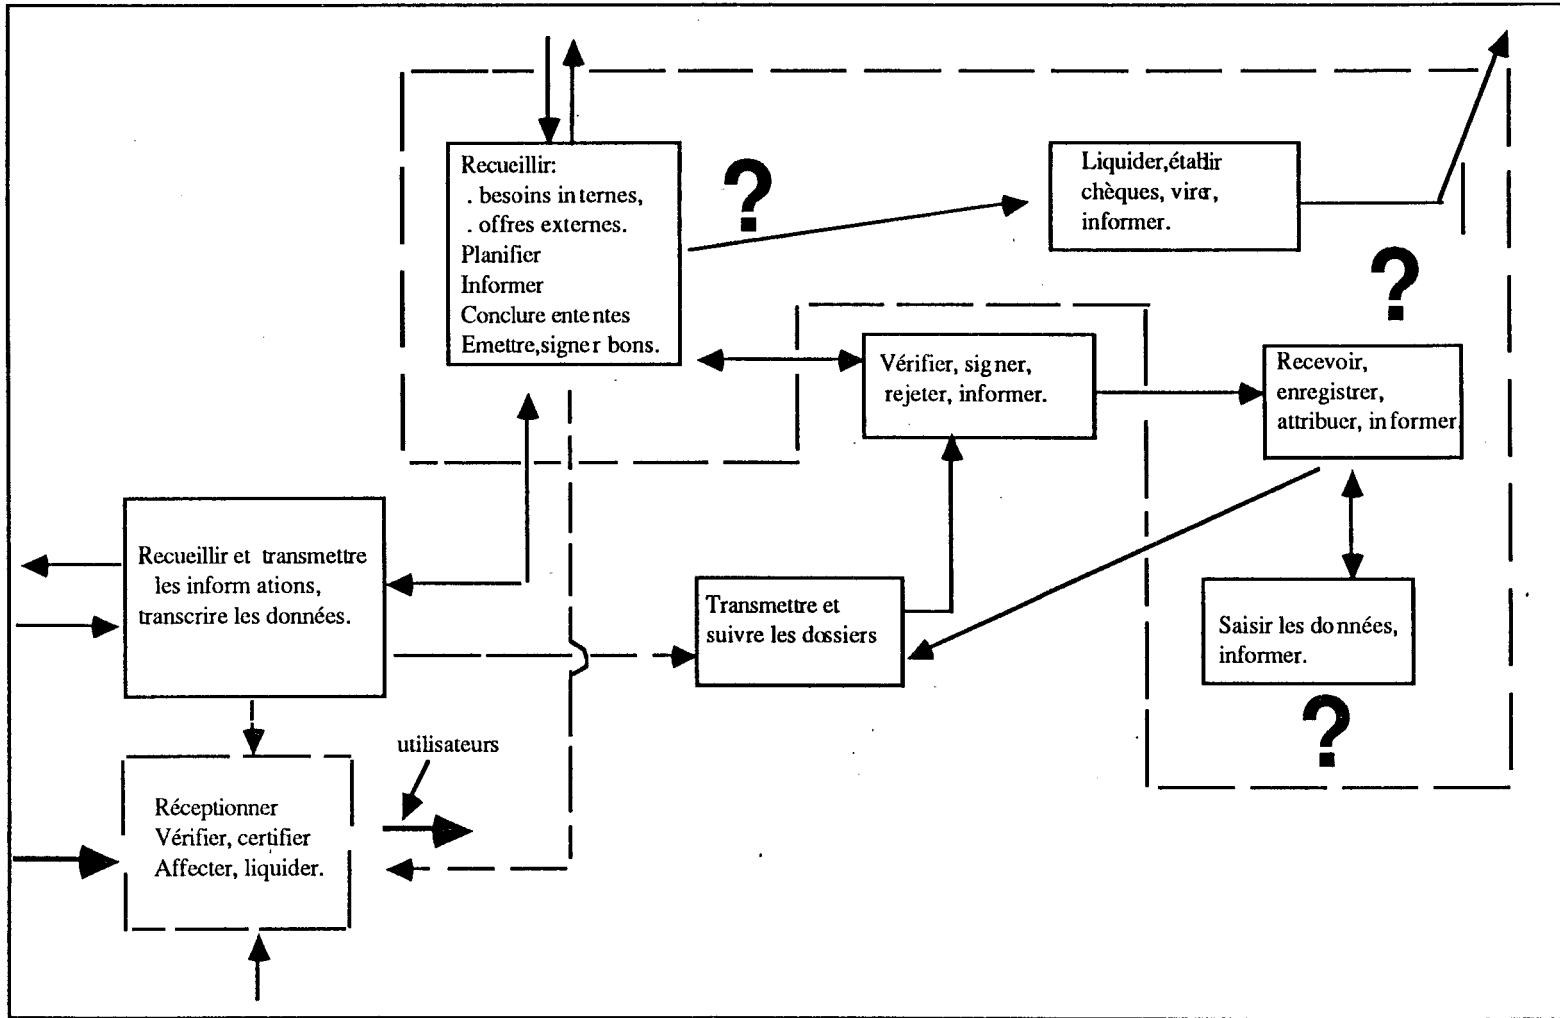 Recueillir:
. besoins internes,
. offres externes.
Planifier
Informer
Conclure ententes
Emettre,signer bons.
?
Liquider,établir
chèques, virer,
informer.
?
Vérifier, signer,
rejeter, informer.
Recevoir,
enregistrer,
attribuer, informer
Recueillir et transmettre
les informations,
transcrire les données.
Transmettre et
suivre les dossiers
Saisir les données,
informer.
?
utilisateurs
Réceptionner
Vérifier, certifier
Affecter, liquider.